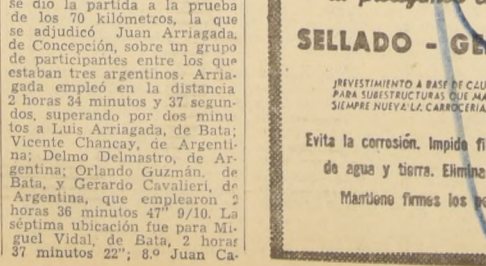 se dió la partida a la prueba
de los 70 kilómetros, la que
se adjudicó Juan Arriagada,
de Concepción, sobre un grupo
de participantes entre los que
estaban tres argentinos. Arria-
gada empleó en la distancia
2 horas 34 minutos y 37 segun-
dos, superando por dos minu
tos a Luis Arriagada, de Bata;
Vicente Chancay, de Argenti-
na; Delmo Delmastro, de Ar-
gentina; Orlando Guzmán. de
Bata, y Gerardo Cavalieri, de
Argentina, que emplearon 2
horas 36 minutos 47" 9/10. La
séptima ubicación fue para Mi-
guel Vidal, de Bata, 2 horas
37 minutos 22"; 8.º Juan Ca-
SELLADO - GE
¡REVESTIMIENTO A BASE DE CAU
PARA SUBESTRUCTURAS QUE MA
SIEMPRE NUEVA LA CARROCERIA
Evita la corrosión. Impide fi
de agua y tierra. Elimina
Mantiene firmes los pe